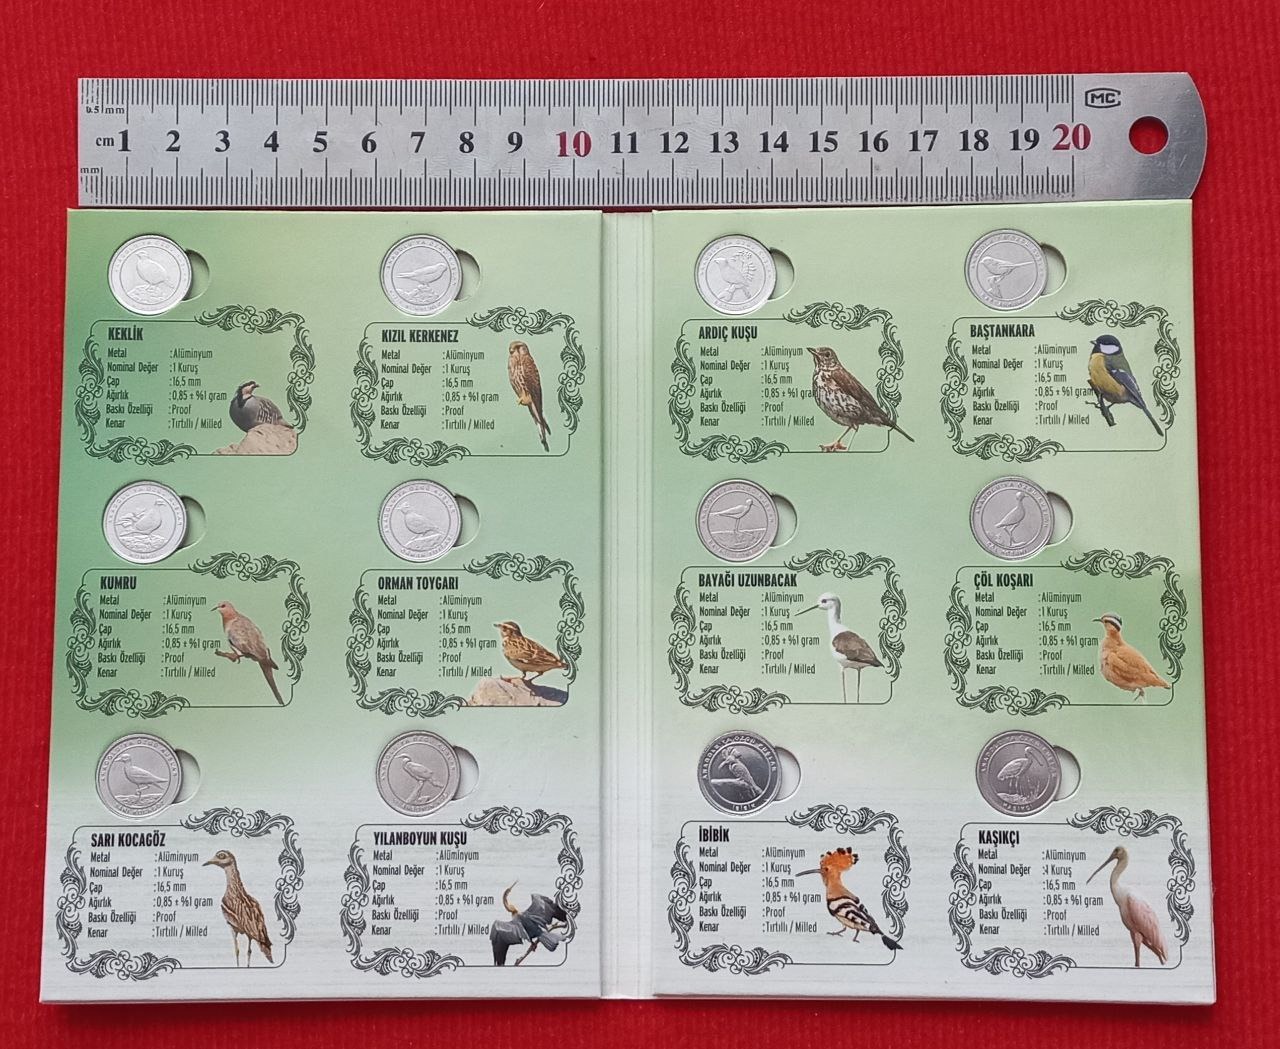 MC
0.5 mm
cm 1 2 3 4 5 6 7 8 9 10 11 12 13 14 15 16 17 18 19 20
mm
KEKLİK
Metal :Alüminyum
Nominal Değer :1 Kuruş
Çap :16,5 mm
Ağırlık :0,85 ± %1 gram
Baskı Özelliği :Proof
Kenar :Tırtıllı / Milled
KIZIL KERKENEZ
Metal :Alüminyum
Nominal Değer :1 Kuruş
Çap :16,5 mm
Ağırlık :0,85 ± %1 gram
Baskı Özelliği :Proof
Kenar :Tırtıllı / Milled
ARDIÇ KUŞU
Metal :Alüminyum
Nominal Değer :1 Kuruş
Çap :16,5 mm
Ağırlık :0,85 ± %1 gram
Baskı Özelliği :Proof
Kenar :Tırtıllı / Milled
BAŞTANKARA
Metal :Alüminyum
Nominal Değer :1 Kuruş
Çap :16,5 mm
Ağırlık :0,85 ± %1 gram
Baskı Özelliği :Proof
Kenar :Tırtıllı / Milled
KUMRU
Metal :Alüminyum
Nominal Değer :1 Kuruş
Çap :16,5 mm
Ağırlık :0,85 ± %1 gram
Baskı Özelliği :Proof
Kenar :Tırtıllı / Milled
ORMAN TOYGARI
Metal :Alüminyum
Nominal Değer :1 Kuruş
Çap :16,5 mm
Ağırlık :0,85 ± %1 gram
Baskı Özelliği :Proof
Kenar :Tırtıllı / Milled
BAYAĞI UZUNBACAK
Metal :Alüminyum
Nominal Değer :1 Kuruş
Çap :16,5 mm
Ağırlık :0,85 ± %1 gram
Baskı Özelliği :Proof
Kenar :Tırtıllı / Milled
ÇÖL KOŞARI
Metal :Alüminyum
Nominal Değer :1 Kuruş
Çap :16,5 mm
Ağırlık :0,85 ± %1 gram
Baskı Özelliği :Proof
Kenar :Tırtıllı / Milled
SARI KOCAGÖZ
Metal :Alüminyum
Nominal Değer :1 Kuruş
Çap :16,5 mm
Ağırlık :0,85 ± %1 gram
Baskı Özelliği :Proof
Kenar :Tırtıllı / Milled
YILANBOYUN KUŞU
Metal :Alüminyum
Nominal Değer :1 Kuruş
Çap :16,5 mm
Ağırlık :0,85 ± %1 gram
Baskı Özelliği :Proof
Kenar :Tırtıllı / Milled
ANADOLU'YA ÖZGÜ KUŞLAR
İBİBİK
İBİBİK
Metal :Alüminyum
Nominal Değer :1 Kuruş
Çap :16,5 mm
Ağırlık :0,85 ± %1 gram
Baskı Özelliği :Proof
Kenar :Tırtıllı / Milled
ANADOLU'YA ÖZGÜ KUŞLAR
KAŞIKÇI
KAŞIKÇI
Metal :Alüminyum
Nominal Değer :1 Kuruş
Çap :16,5 mm
Ağırlık :0,85 ± %1 gram
Baskı Özelliği :Proof
Kenar :Tırtıllı / Milled